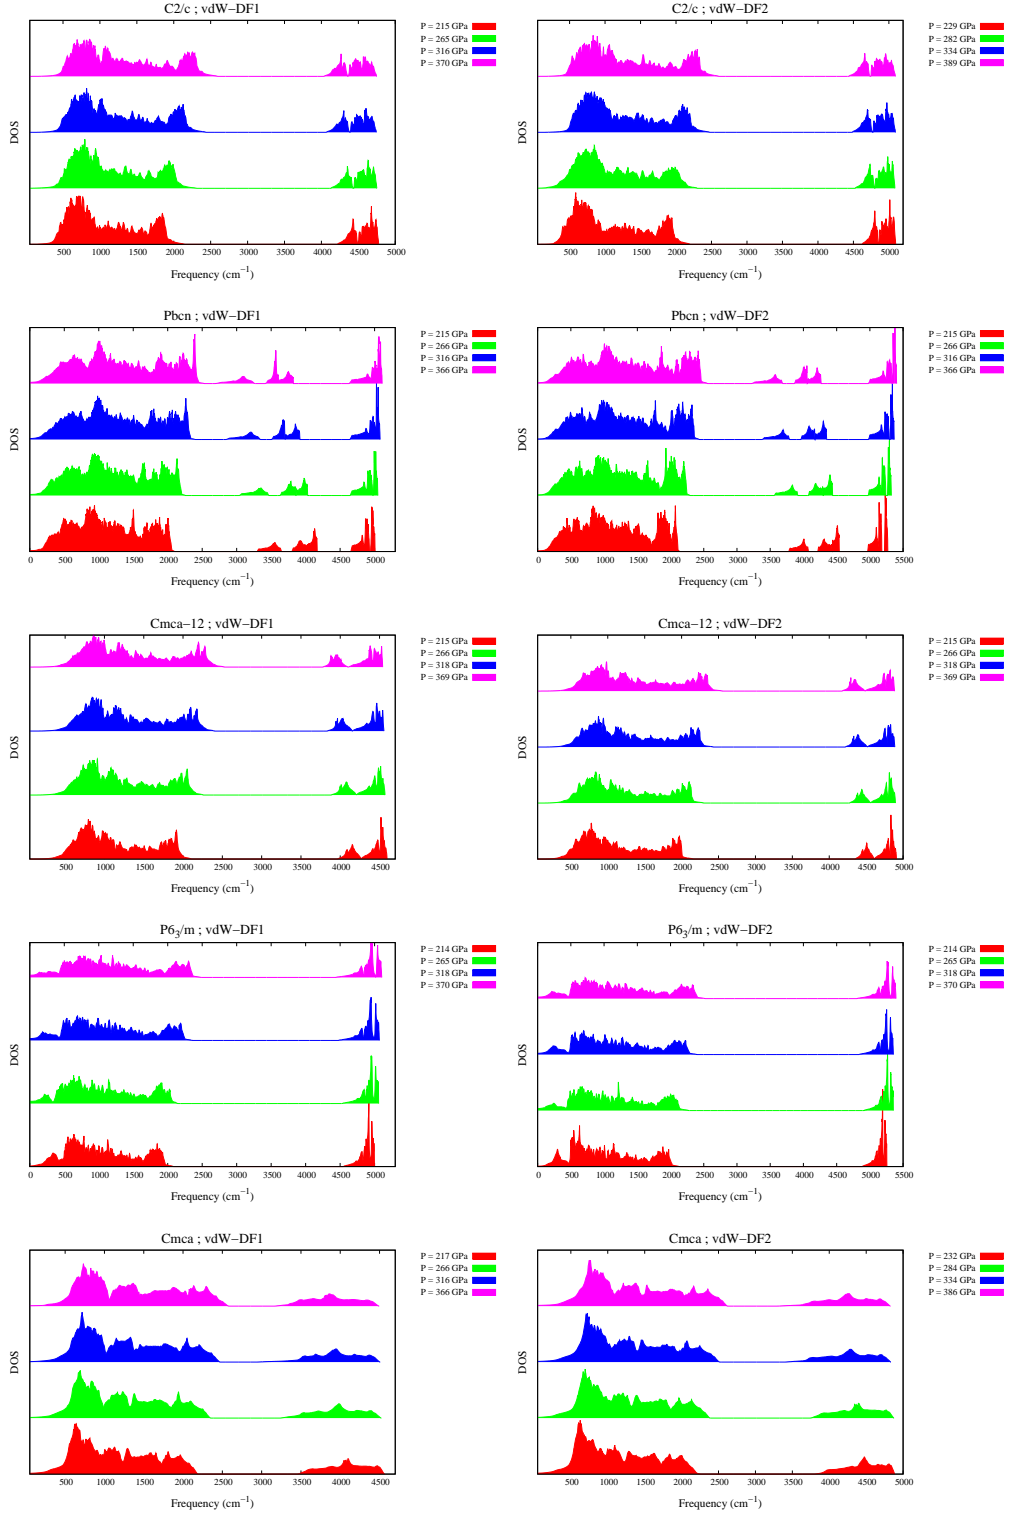 C2/c ; vdW−DF1
P = 215 GPa
P = 265 GPa
P = 316 GPa
P = 370 GPa
DOS
500 1000 1500 2000 2500 3000 3500 4000 4500 5000
Frequency (cm−1)
C2/c ; vdW−DF2
P = 229 GPa
P = 282 GPa
P = 334 GPa
P = 389 GPa
DOS
500 1000 1500 2000 2500 3000 3500 4000 4500 5000
Frequency (cm−1)
Pbcn ; vdW−DF1
P = 215 GPa
P = 266 GPa
P = 316 GPa
P = 366 GPa
DOS
0 500 1000 1500 2000 2500 3000 3500 4000 4500 5000
Frequency (cm−1)
Pbcn ; vdW−DF2
P = 215 GPa
P = 266 GPa
P = 316 GPa
P = 366 GPa
DOS
0 500 1000 1500 2000 2500 3000 3500 4000 4500 5000 5500
Frequency (cm−1)
Cmca−12 ; vdW−DF1
P = 215 GPa
P = 266 GPa
P = 318 GPa
P = 369 GPa
DOS
500 1000 1500 2000 2500 3000 3500 4000 4500
Frequency (cm−1)
Cmca−12 ; vdW−DF2
P = 215 GPa
P = 266 GPa
P = 318 GPa
P = 369 GPa
DOS
500 1000 1500 2000 2500 3000 3500 4000 4500 5000
Frequency (cm−1)
P63/m ; vdW−DF1
P = 214 GPa
P = 265 GPa
P = 318 GPa
P = 370 GPa
DOS
0 500 1000 1500 2000 2500 3000 3500 4000 4500 5000
Frequency (cm−1)
P63/m ; vdW−DF2
P = 214 GPa
P = 265 GPa
P = 318 GPa
P = 370 GPa
DOS
0 500 1000 1500 2000 2500 3000 3500 4000 4500 5000 5500
Frequency (cm−1)
Cmca ; vdW−DF1
P = 217 GPa
P = 266 GPa
P = 316 GPa
P = 366 GPa
DOS
500 1000 1500 2000 2500 3000 3500 4000 4500
Frequency (cm−1)
Cmca ; vdW−DF2
P = 232 GPa
P = 284 GPa
P = 334 GPa
P = 386 GPa
DOS
500 1000 1500 2000 2500 3000 3500 4000 4500 5000
Frequency (cm−1)